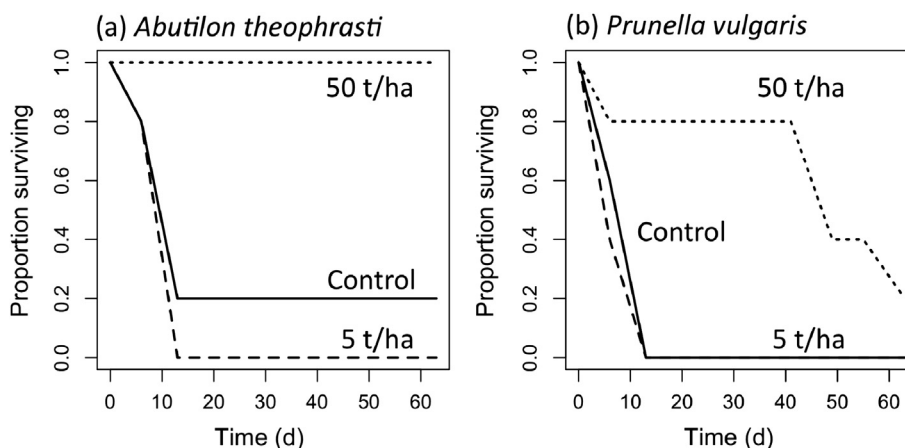 (a) Abutilon theophrasti
Proportion surviving
1.0
0.8
0.6
0.4
0.2
0.0
50 t/ha
Control
5 t/ha
0 10 20 30 40 50 60
Time (d)
(b) Prunella vulgaris
Proportion surviving
1.0
0.8
0.6
0.4
0.2
0.0
50 t/ha
Control
5 t/ha
0 10 20 30 40 50 60
Time (d)